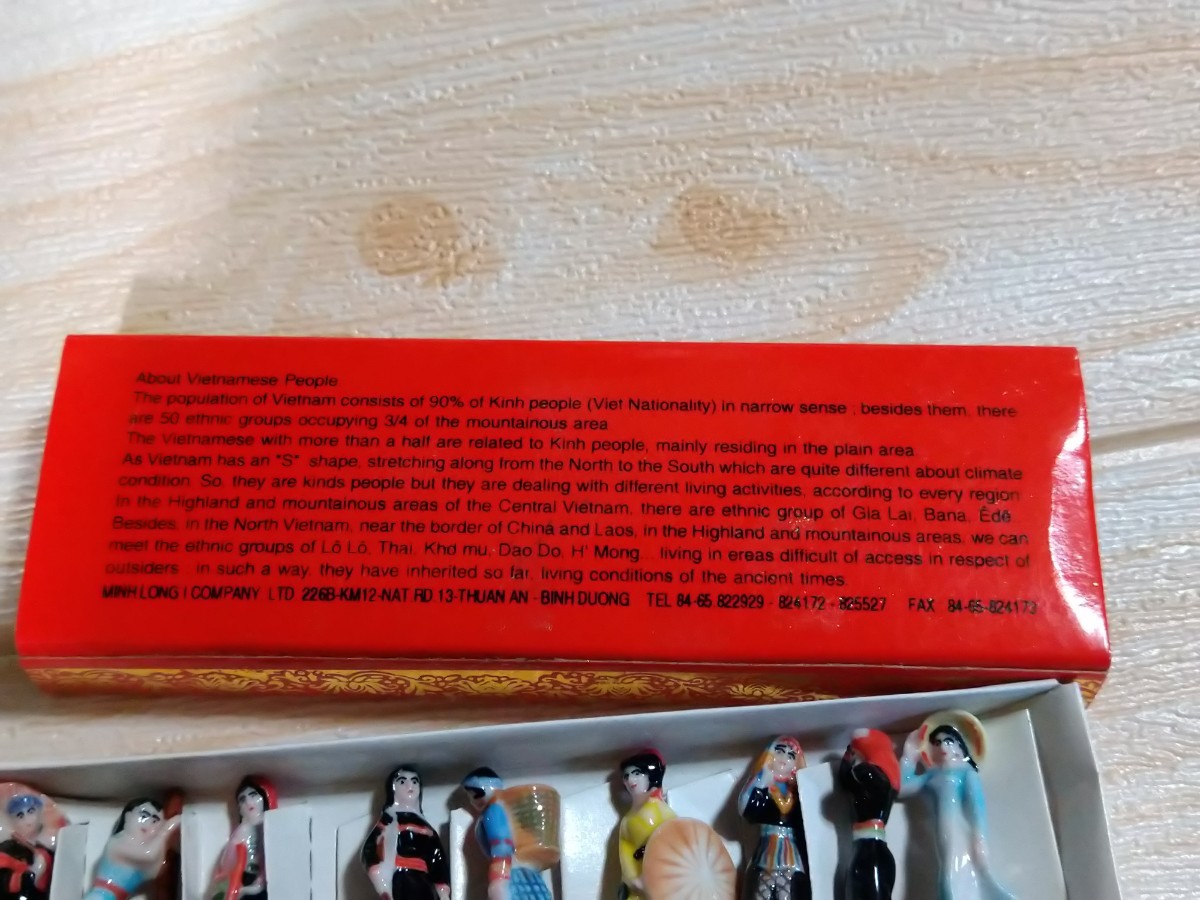 About Vietnamese People
The population of Vietnam consists of 90% of Kinh people (Viet Nationality) in narrow sense , besides them, there
are 50 ethnic groups occupying 3/4 of the mountainous area
The Vietnamese with more than a half are related to Kinh people, mainly residing in the plain area
As Vietnam has an "S" shape, stretching along from the North to the South which are quite different about climate
condition. So, they are kinds people but they are dealing with different living activities, according to every region
In the Highland and mountainous areas of the Central Vietnam, there are ethnic group of Gia Lai, Bana, Êđê...
Besides, in the North Vietnam, near the border of China and Laos, in the Highland and mountainous areas, we can
meet the ethnic groups of Lô Lô, Thai, Khơ mu, Dao Do, H' Mong... living in ereas difficult of access in respect of
outsiders . In such a way, they have inherited so far, living conditions of the ancient times.
MINH LONG I COMPANY LTD 226B-KM12-NAT.RD 13-THUAN AN - BINH DUONG TEL 84-65 822929 - 824172 - 825527 FAX 84-65-824173